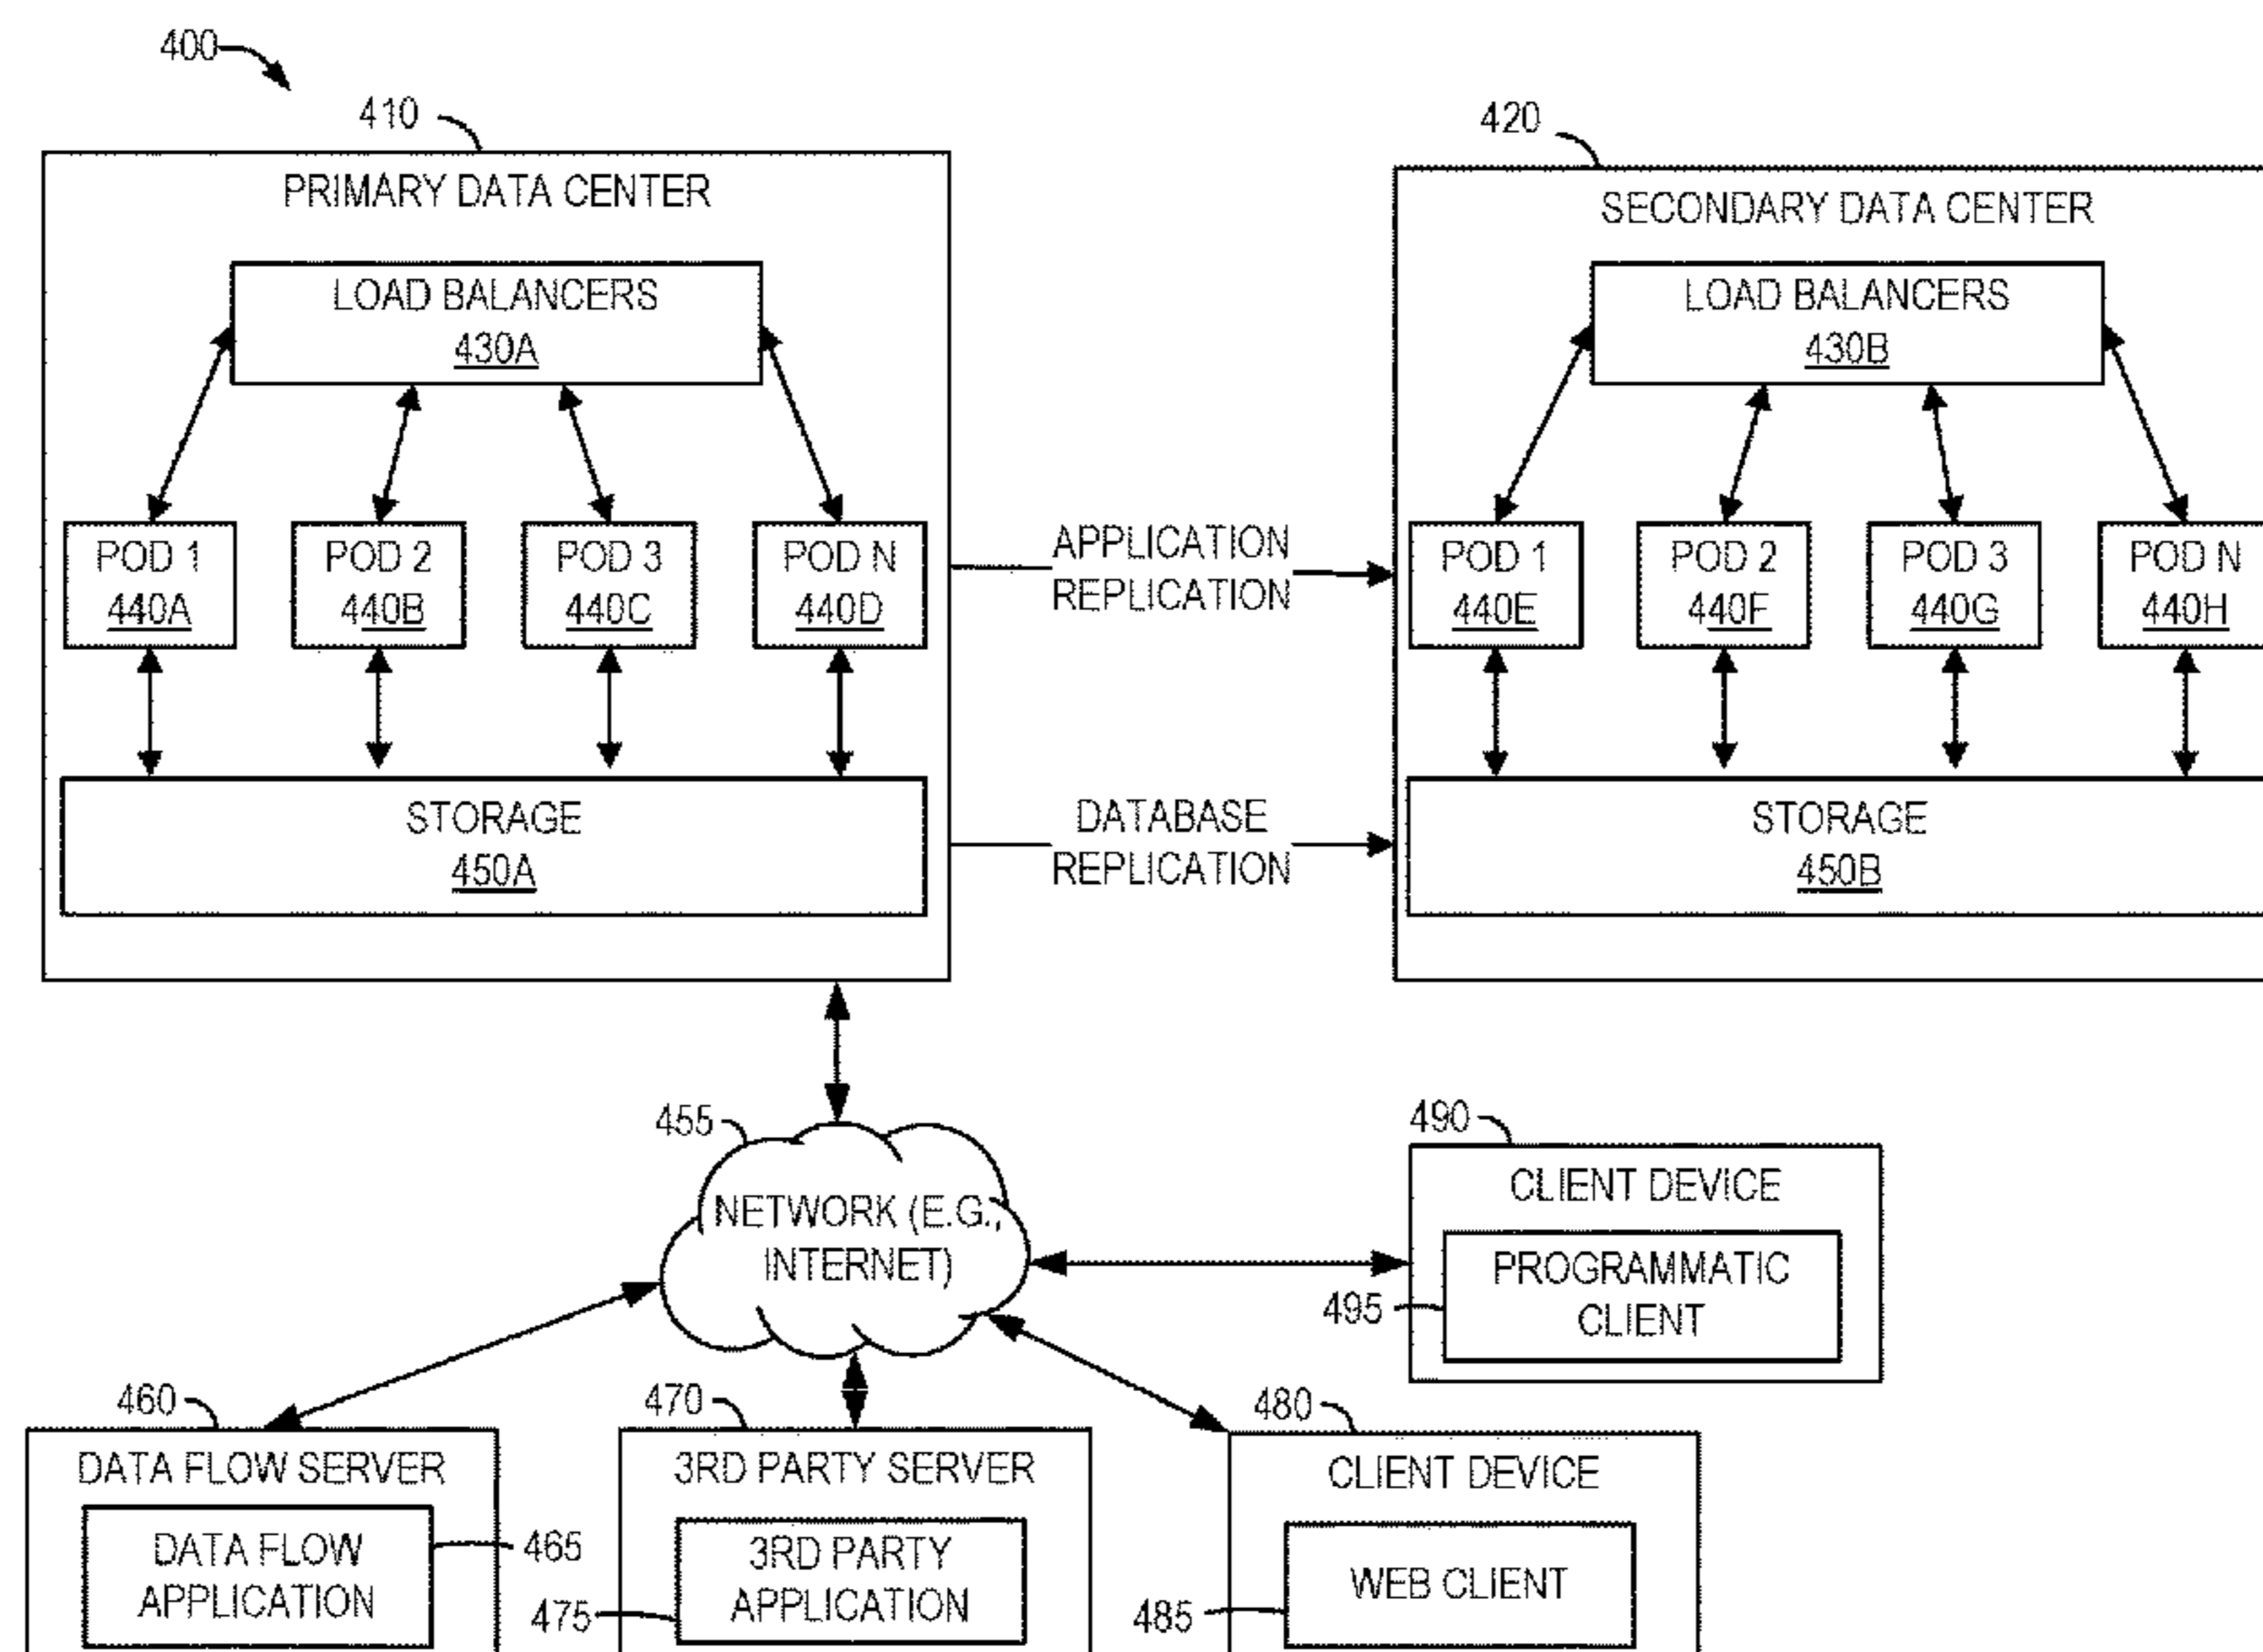 400
410
420
PRIMARY DATA CENTER
SECONDARY DATA CENTER
LOAD BALANCERS
430A
LOAD BALANCERS
430B
POD 1
440A
POD 2
440B
POD 3
440C
POD N
440D
APPLICATION
REPLICATION
POD 1
440E
POD 2
440F
POD 3
440G
POD N
440H
STORAGE
450A
DATABASE
REPLICATION
STORAGE
450B
455
NETWORK (E.G.,
INTERNET)
490
CLIENT DEVICE
PROGRAMMATIC
CLIENT
495
460
DATA FLOW SERVER
DATA FLOW
APPLICATION
465
470
3RD PARTY SERVER
3RD PARTY
APPLICATION
475
480
CLIENT DEVICE
WEB CLIENT
485